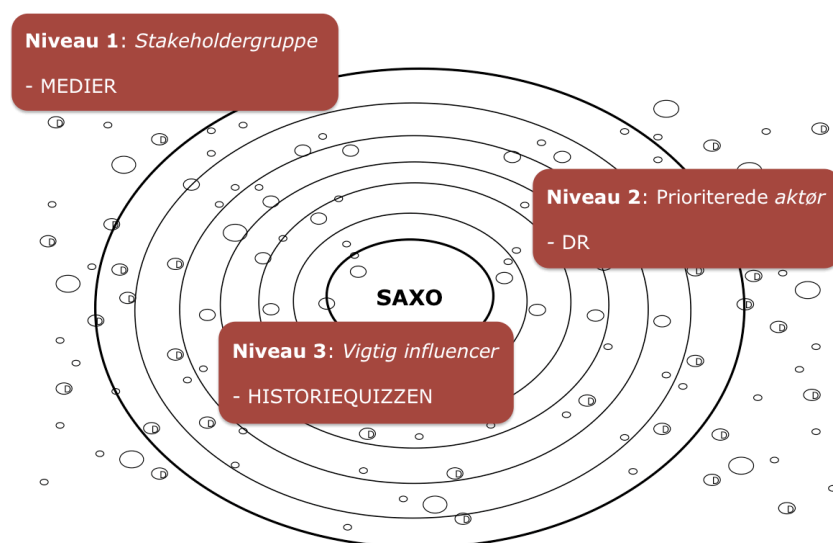 Niveau 1: Stakeholdergruppe
- MEDIER
Niveau 2: Prioriterede aktør
- DR
SAXO
Niveau 3: Vigtig influencer
- HISTORIEQUIZZEN